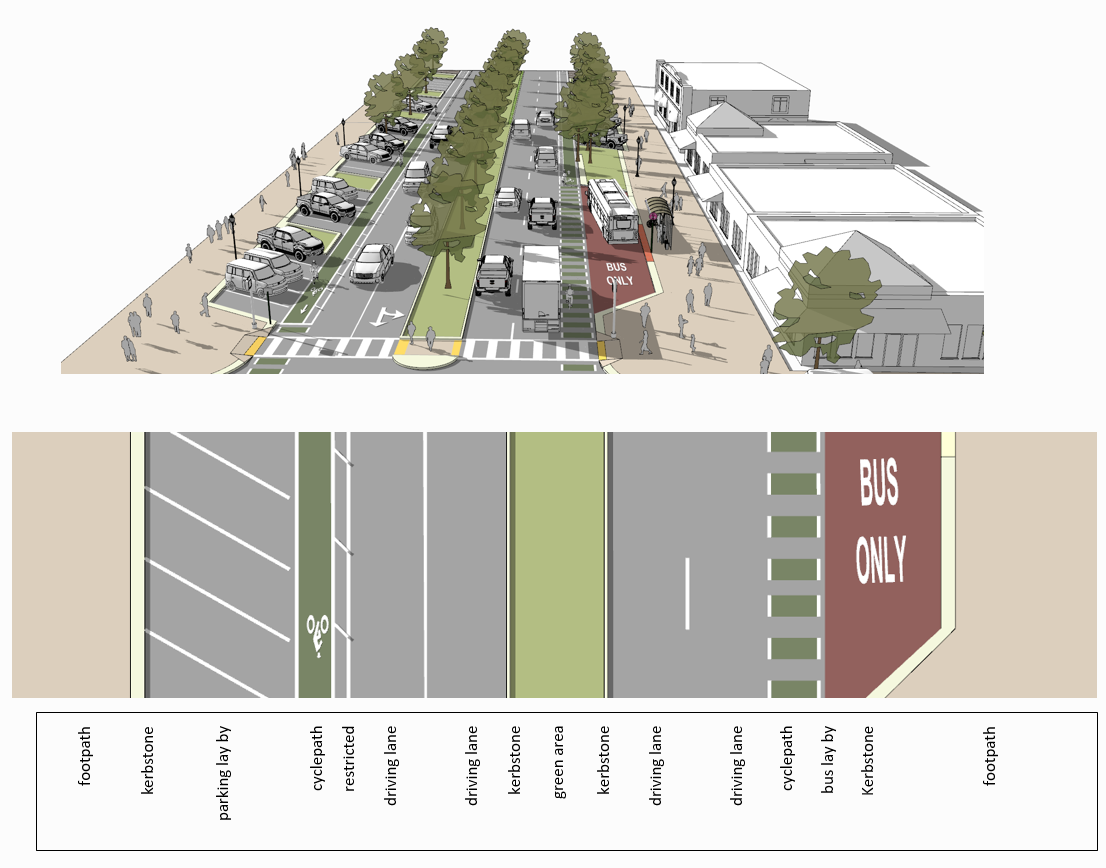 BUS
ONLY
BUS
ONLY
footpath
kerbstone
parking lay by
cyclepath
restricted
driving lane
driving lane
kerbstone
green area
kerbstone
driving lane
driving lane
cyclepath
bus lay by
Kerbstone
footpath